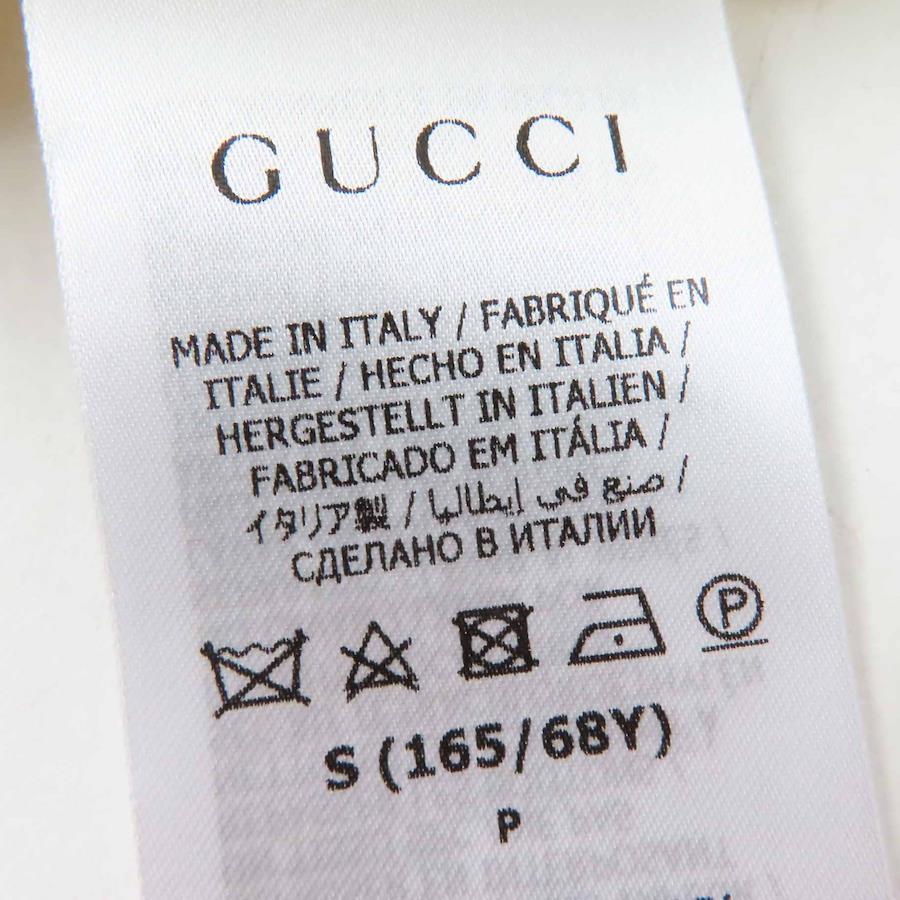 GUCCI
MADE IN ITALY / FABRIQUÉ EN
ITALIE / HECHO EN ITALIA /
HERGESTELLT IN ITALIEN /
FABRICADO EM ITÁLIA /
イタリア製 / صنع في إيطاليا /
СДЕЛАНО В ИТАЛИИ
P
S (165/68Y)
P